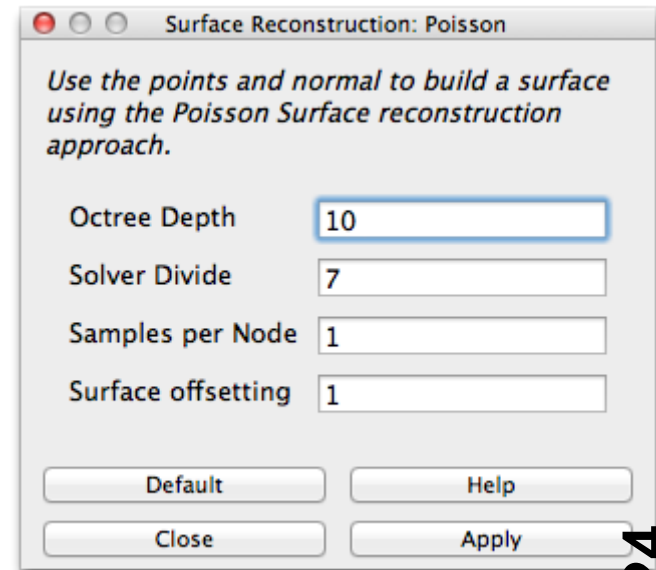 Surface Reconstruction: Poisson
Use the points and normal to build a surface
using the Poisson Surface reconstruction
approach.
Octree Depth 10
Solver Divide 7
Samples per Node 1
Surface offsetting 1
Default Help
Close Apply